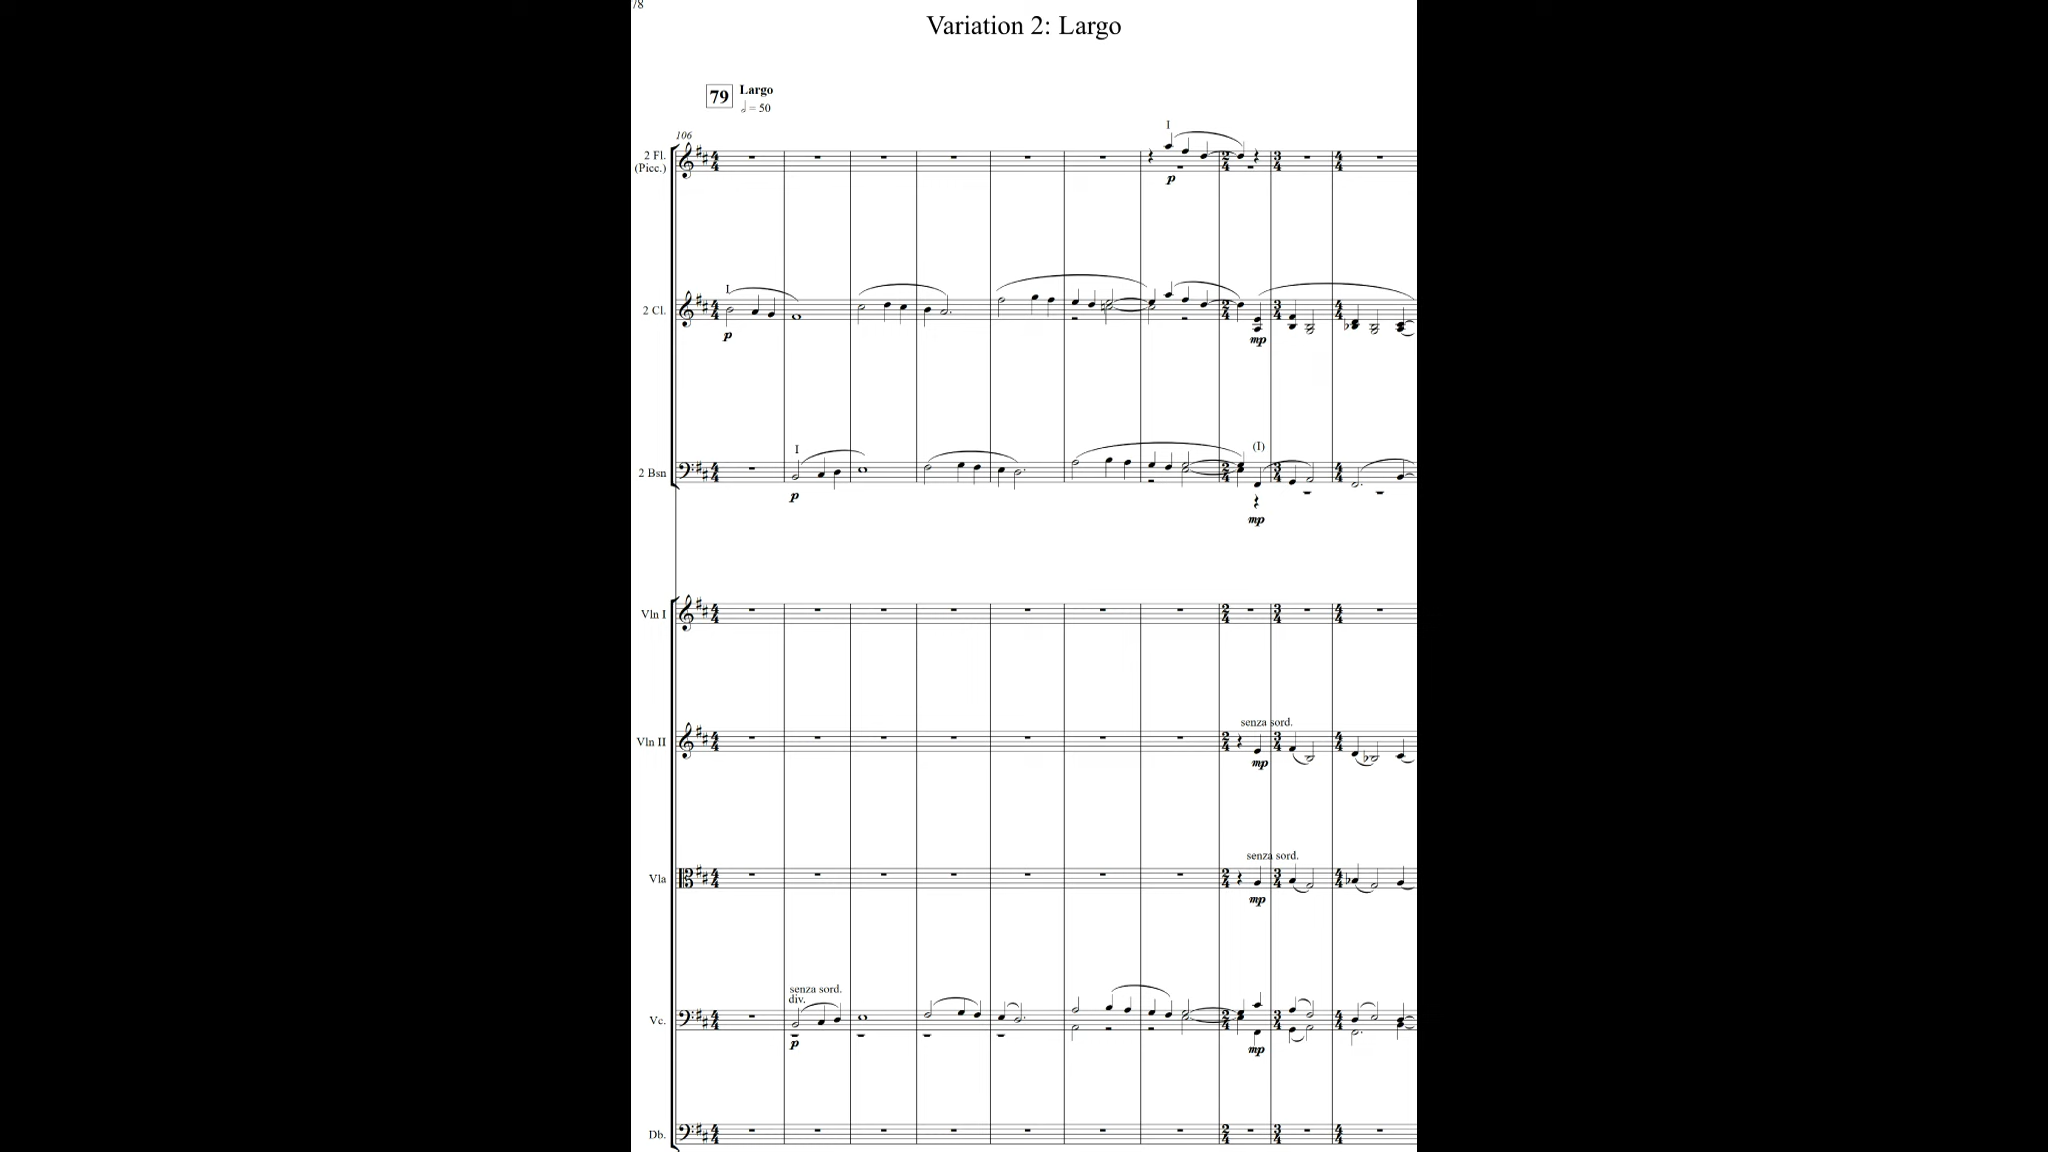 78
Variation 2: Largo
79 Largo
= 50
106
I
2 Fl.
(Picc.)
p
I
2 Cl.
p
mp
I
(I)
2 Bsn
p
mp
Vln I
senza sord.
Vln II
mp
senza sord.
Vla
mp
senza sord.
div.
Vc.
p
mp
Db.